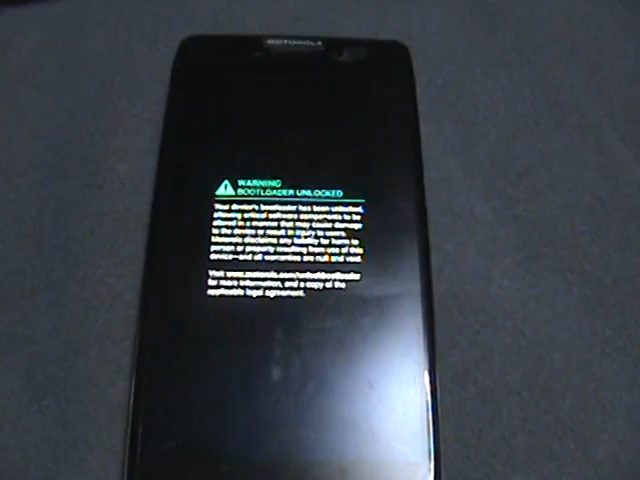 MOTOROLA
WARNING
BOOTLOADER UNLOCKED
Your device's bootloader has been unlocked,
allowing critical software components to be
altered in a manner that may cause damage
to the device or result in injury to users.
Motorola disclaims any liability for harm to
person or property resulting from use of this
device—and all warranties are null and void.
Visit www.motorola.com/unlockbootloader
for more information, and a copy of the
applicable legal agreement.